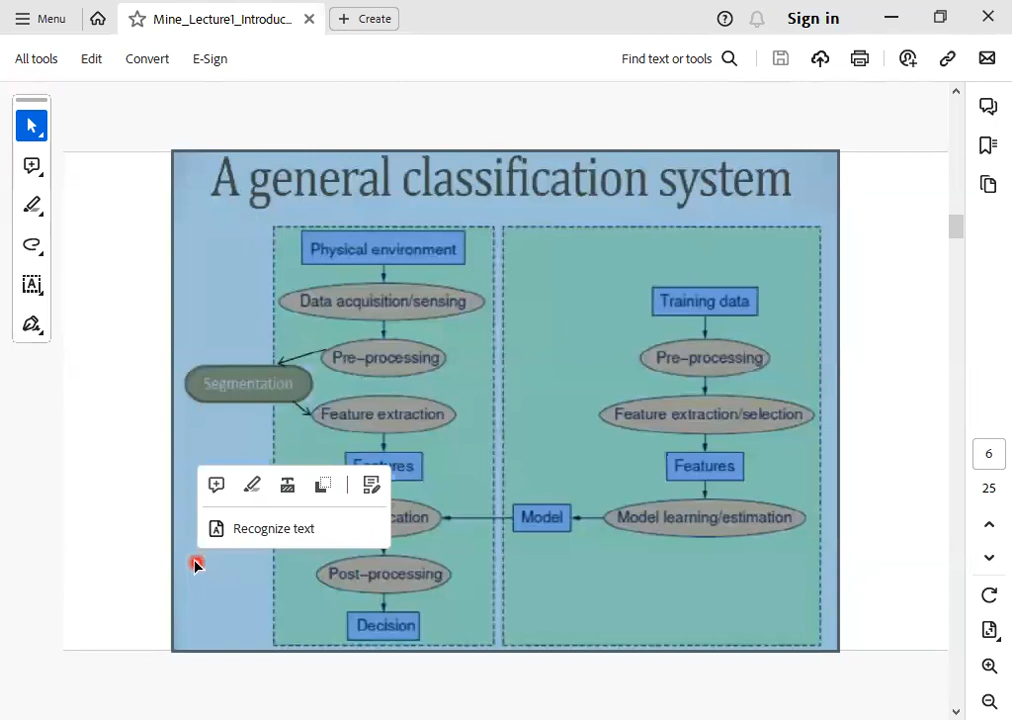 Menu
Mine_Lecture1_Introduc...
Create
Sign in
All tools
Edit
Convert
E-Sign
Find text or tools
A general classification system
Physical environment
Data acquisition/sensing
Training data
Pre-processing
Pre-processing
Segmentation
Feature extraction
Feature extraction/selection
Features
Features
cation
Model
Model learning/estimation
Recognize text
Post-processing
Decision
6
25